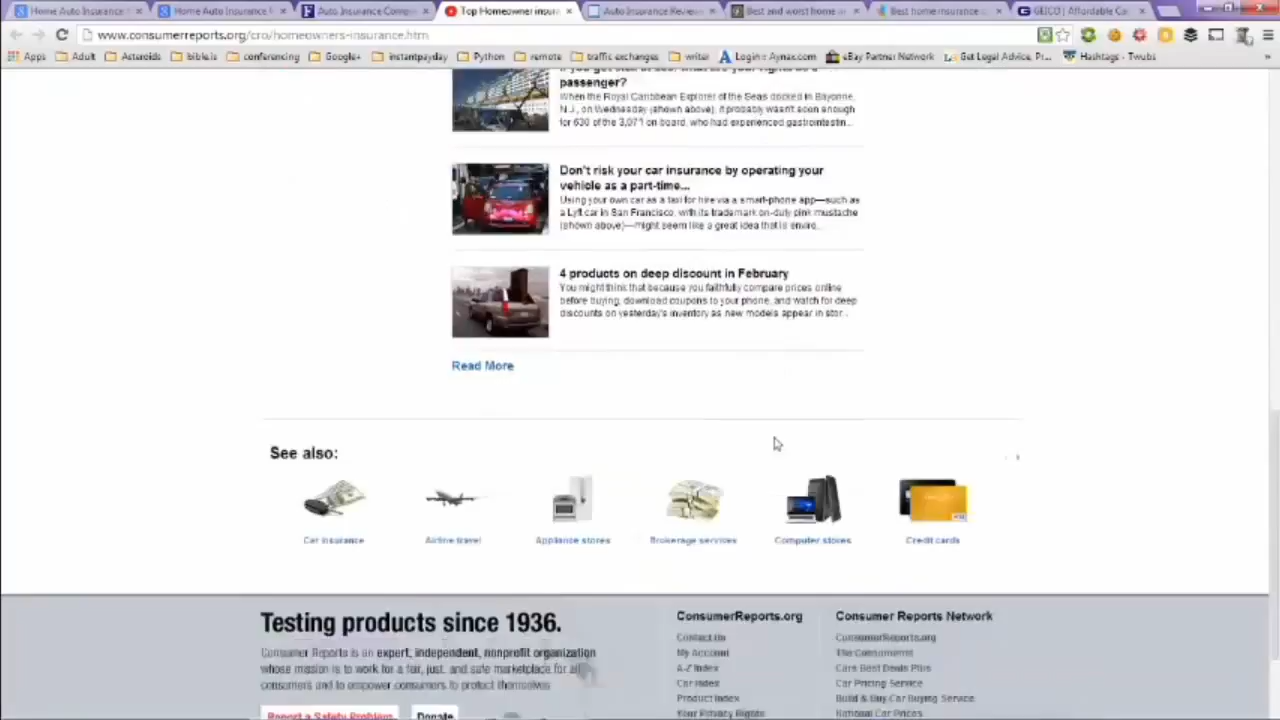 Home Auto Insurance
Home Auto Insurance
Auto Insurance Comp
Top Homeowner insur
Auto Insurance Review
Best and worst home
Best home insurance
GEICO | Affordable Ca
www.consumerreports.org/cro/homeowners-insurance.htm
Apps Adult Asteroids bible.is conferencing Google+ instantpayday Python remote traffic exchanges writer Login :: Aynax.com eBay Partner Network Get Legal Advice, Pr... Hashtags - Twubs »
passenger?
When the Royal Caribbean Explorer of the Seas docked in Bayonne,
N.J., on Wednesday (shown above), it probably wasn't soon enough
for 630 of the 3,071 on board, who had experienced gastrointestin...
Don't risk your car insurance by operating your
vehicle as a part-time...
Using your own car as a taxi for hire via a smart-phone app—such as
a Lyft car in San Francisco, with its trademark on-duty pink mustache
(shown above)—might seem like a great idea that is enviro...
4 products on deep discount in February
You might think that because you faithfully compare prices online
before buying, download coupons to your phone, and watch for deep
discounts on yesterday's inventory as new models appear in stor...
Read More
See also:
Car insurance
Airline travel
Appliance stores
Brokerage services
Computer stores
Credit cards
Testing products since 1936.
Consumer Reports is an expert, independent, nonprofit organization
whose mission is to work for a fair, just, and safe marketplace for all
consumers and to empower consumers to protect themselves
Report a Safety Problem
Donate
ConsumerReports.org
Contact Us
My Account
A-Z Index
Car Index
Product Index
Your Privacy Rights
Consumer Reports Network
ConsumerReports.org
The Consumerist
Cars Best Deals Plus
Car Pricing Service
Build & Buy Car Buying Service
National Car Prices